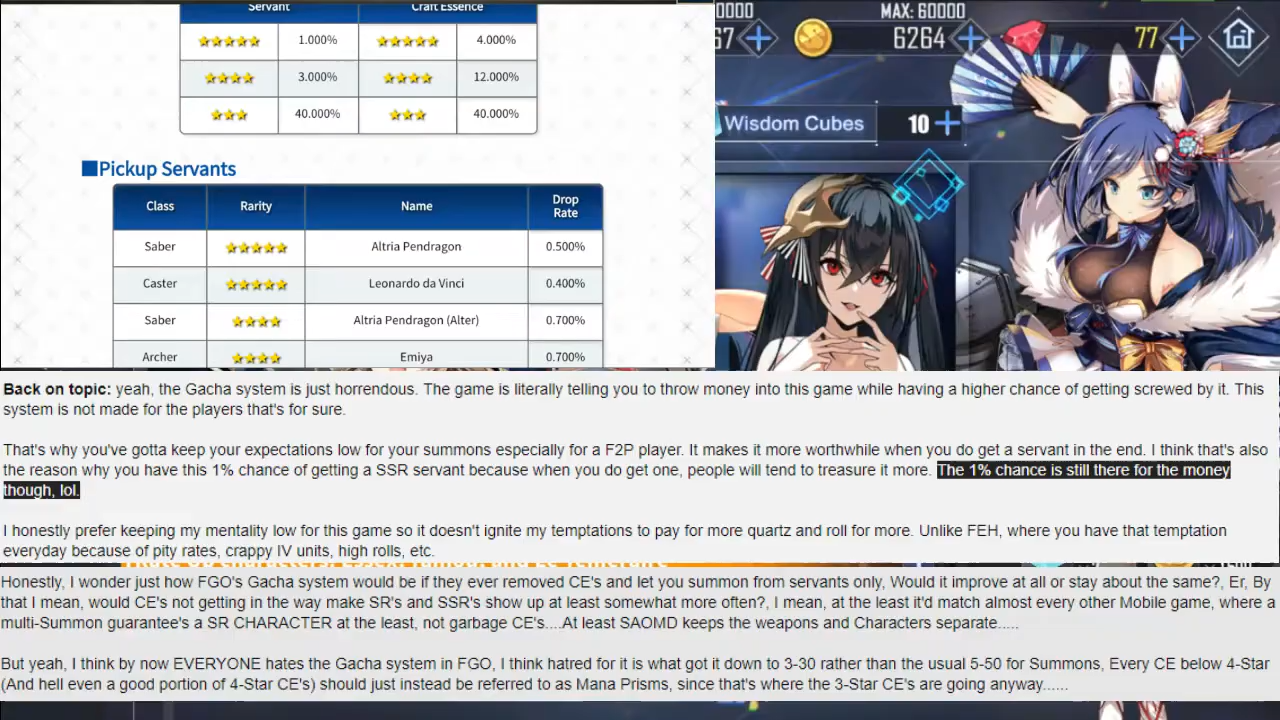 Servant
Craft Essence
★★★★★ 1.000% ★★★★★ 4.000%
★★★★ 3.000% ★★★★ 12.000%
★★★ 40.000% ★★★ 40.000%
Pickup Servants
Class Rarity Name Drop Rate
Saber ★★★★★ Altria Pendragon 0.500%
Caster ★★★★★ Leonardo da Vinci 0.400%
Saber ★★★★ Altria Pendragon (Alter) 0.700%
Archer ★★★★ Emiya 0.700%
MAX: 60000
6264
77
Wisdom Cubes 10
Back on topic: yeah, the Gacha system is just horrendous. The game is literally telling you to throw money into this game while having a higher chance of getting screwed by it. This
system is not made for the players that's for sure.
That's why you've gotta keep your expectations low for your summons especially for a F2P player. It makes it more worthwhile when you do get a servant in the end. I think that's also
the reason why you have this 1% chance of getting a SSR servant because when you do get one, people will tend to treasure it more. The 1% chance is still there for the money
though, lol.
I honestly prefer keeping my mentality low for this game so it doesn't ignite my temptations to pay for more quartz and roll for more. Unlike FEH, where you have that temptation
everyday because of pity rates, crappy IV units, high rolls, etc.
Honestly, I wonder just how FGO's Gacha system would be if they ever removed CE's and let you summon from servants only, Would it improve at all or stay about the same?, Er, By
that I mean, would CE's not getting in the way make SR's and SSR's show up at least somewhat more often?, I mean, at the least it'd match almost every other Mobile game, where a
multi-Summon guarantee's a SR CHARACTER at the least, not garbage CE's....At least SAOMD keeps the weapons and Characters separate.....
But yeah, I think by now EVERYONE hates the Gacha system in FGO, I think hatred for it is what got it down to 3-30 rather than the usual 5-50 for Summons, Every CE below 4-Star
(And hell even a good portion of 4-Star CE's) should just instead be referred to as Mana Prisms, since that's where the 3-Star CE's are going anyway......